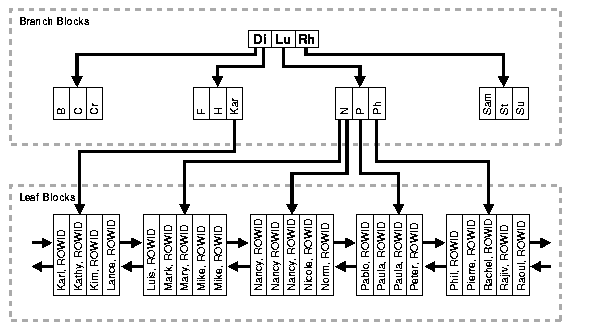 Branch Blocks
Di Lu Rh
B C Cr
F H Kar
N P Ph
Sam St Su
Leaf Blocks
Karl, ROWID
Kathy, ROWID
Kim, ROWID
Lance, ROWID
Luis, ROWID
Mark, ROWID
Mary, ROWID
Mike, ROWID
Mike, ROWID
Nancy, ROWID
Nancy, ROWID
Nancy, ROWID
Nicole, ROWID
Norm, ROWID
Pablo, ROWID
Paula, ROWID
Paula, ROWID
Peter, ROWID
Phil, ROWID
Pierre, ROWID
Rachel, ROWID
Rajiv, ROWID
Raoul, ROWID